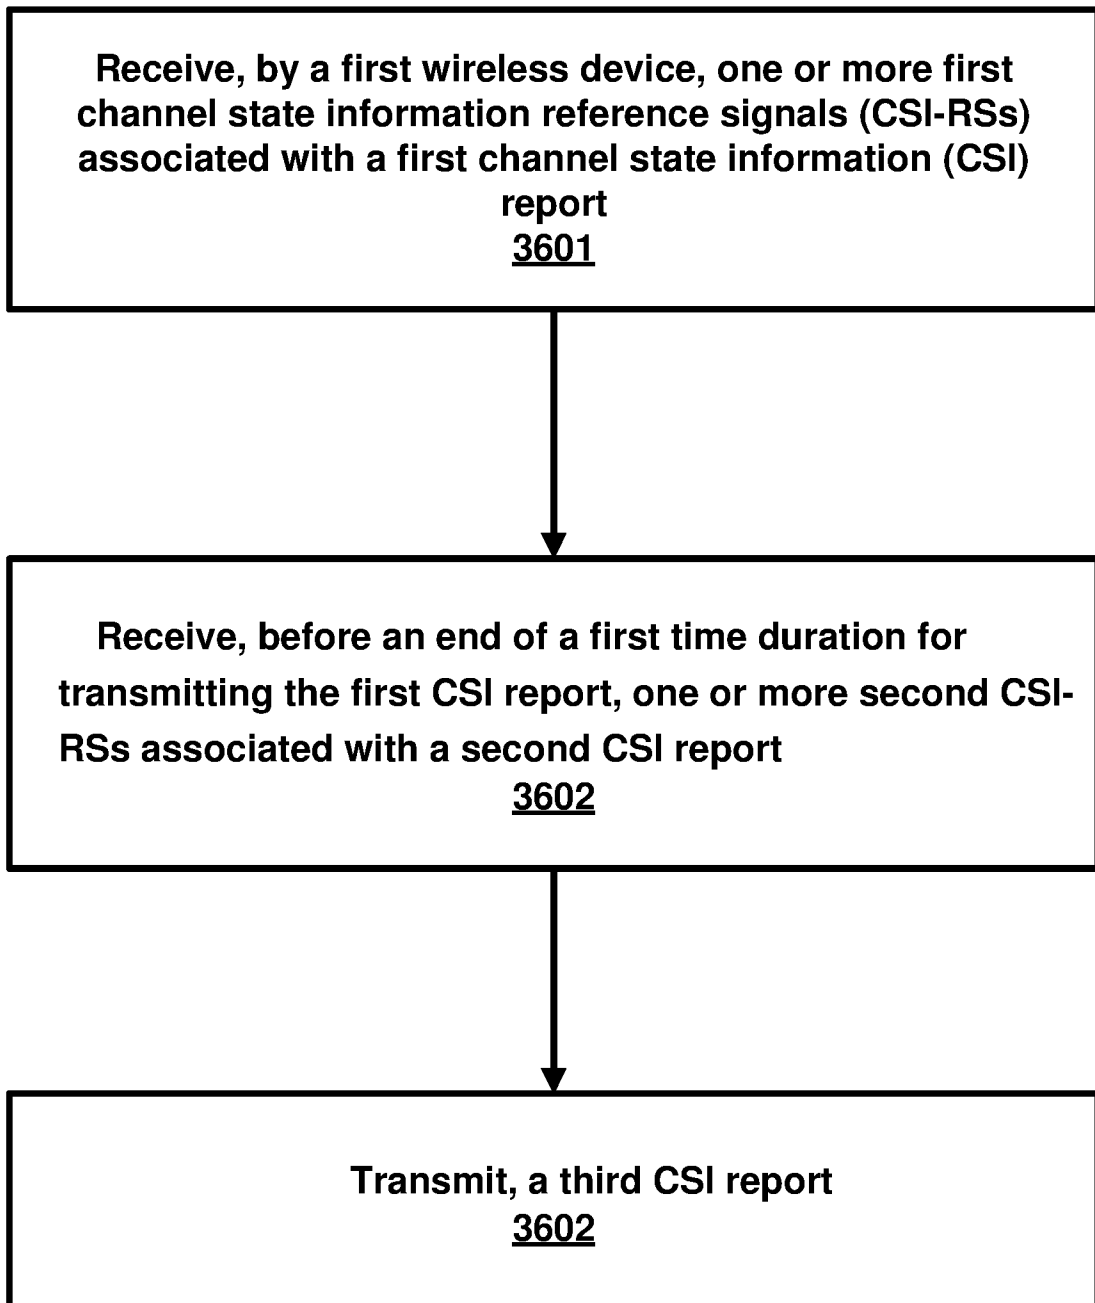 Receive, by a first wireless device, one or more first
channel state information reference signals (CSI-RSs)
associated with a first channel state information (CSI)
report
3601
Receive, before an end of a first time duration for
transmitting the first CSI report, one or more second CSI-
RSs associated with a second CSI report
3602
Transmit, a third CSI report
3602